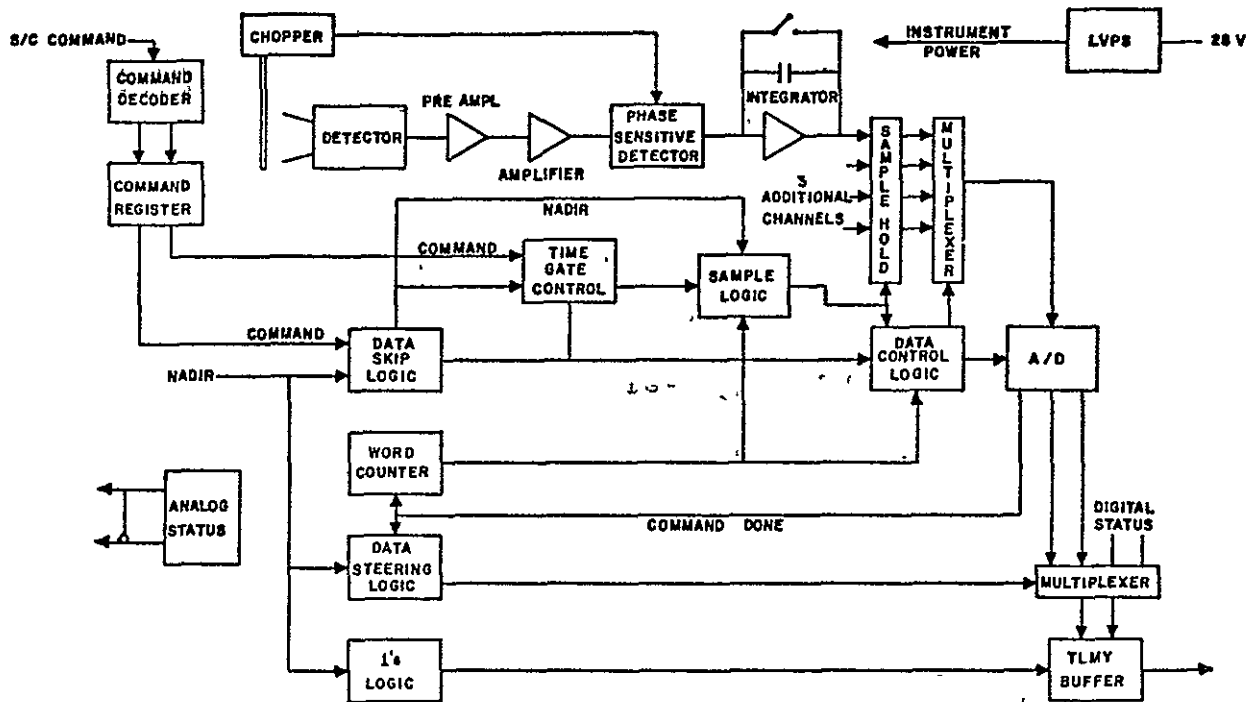 S/C COMMAND
COMMAND
DECODER
COMMAND
REGISTER
CHOPPER
DETECTOR
PRE AMPL
AMPLIFIER
PHASE
SENSITIVE
DETECTOR
INTEGRATOR
INSTRUMENT
POWER
LVPS
28 V
3
ADDITIONAL
CHANNELS
SAMPLE HOLD
MULTIPLEXER
NADIR
COMMAND
TIME
GATE
CONTROL
SAMPLE
LOGIC
COMMAND
NADIR
DATA
SKIP
LOGIC
DATA
CONTROL
LOGIC
A/D
WORD
COUNTER
COMMAND DONE
DIGITAL
STATUS
ANALOG
STATUS
DATA
STEERING
LOGIC
MULTIPLEXER
1's
LOGIC
TLMY
BUFFER